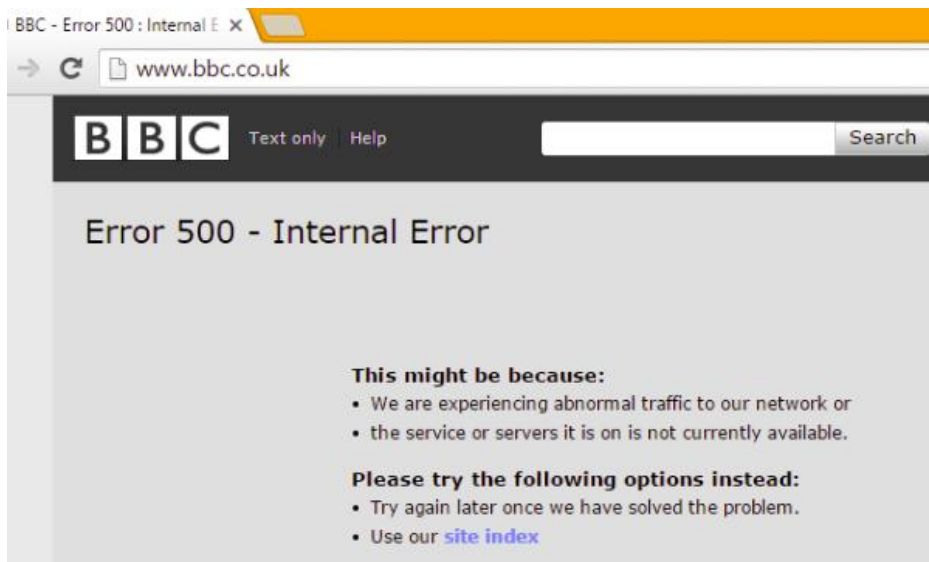 BBC - Error 500 : Internal E
www.bbc.co.uk
BBC Text only Help Search
Error 500 - Internal Error
This might be because:
• We are experiencing abnormal traffic to our network or
• the service or servers it is on is not currently available.
Please try the following options instead:
• Try again later once we have solved the problem.
• Use our site index